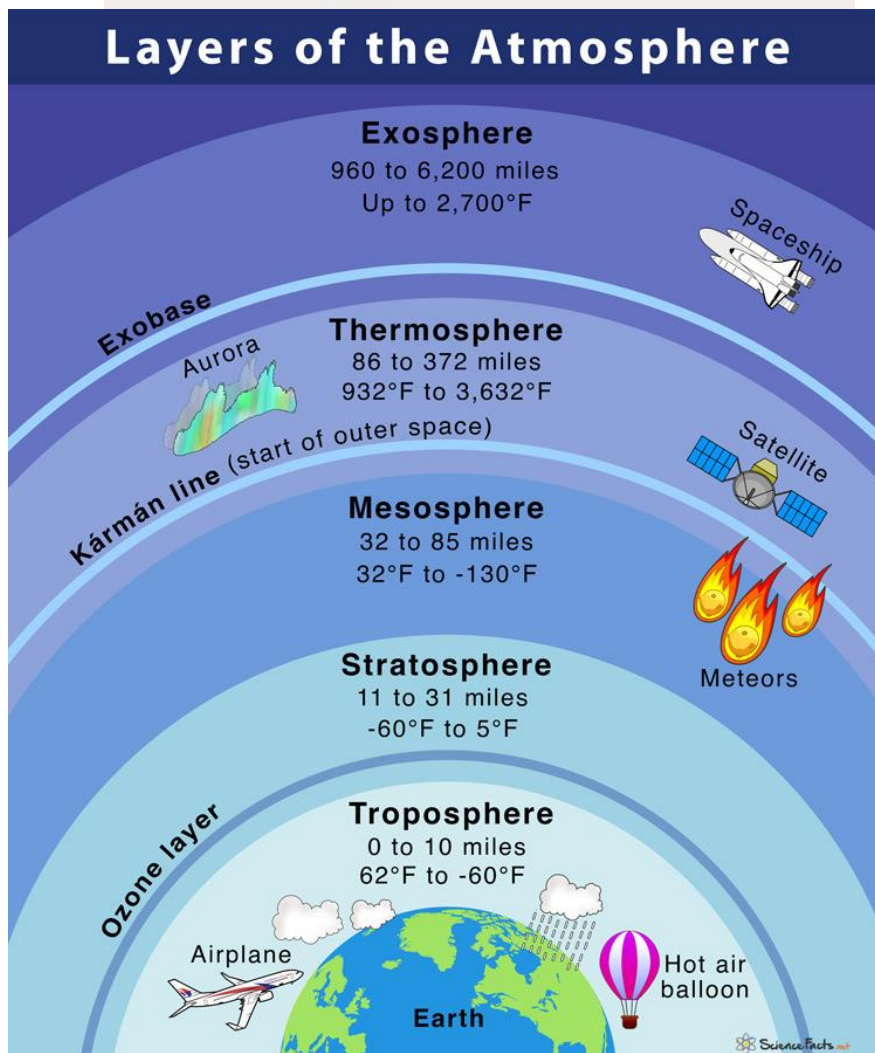 Layers of the Atmosphere
Exosphere
960 to 6,200 miles
Up to 2,700°F
Spaceship
Exobase
Thermosphere
86 to 372 miles
932°F to 3,632°F
Aurora
Kármán line (start of outer space)
Satellite
Mesosphere
32 to 85 miles
32°F to -130°F
Meteors
Stratosphere
11 to 31 miles
-60°F to 5°F
Ozone layer
Troposphere
0 to 10 miles
62°F to -60°F
Airplane
Hot air
balloon
Earth
ScienceFacts.net